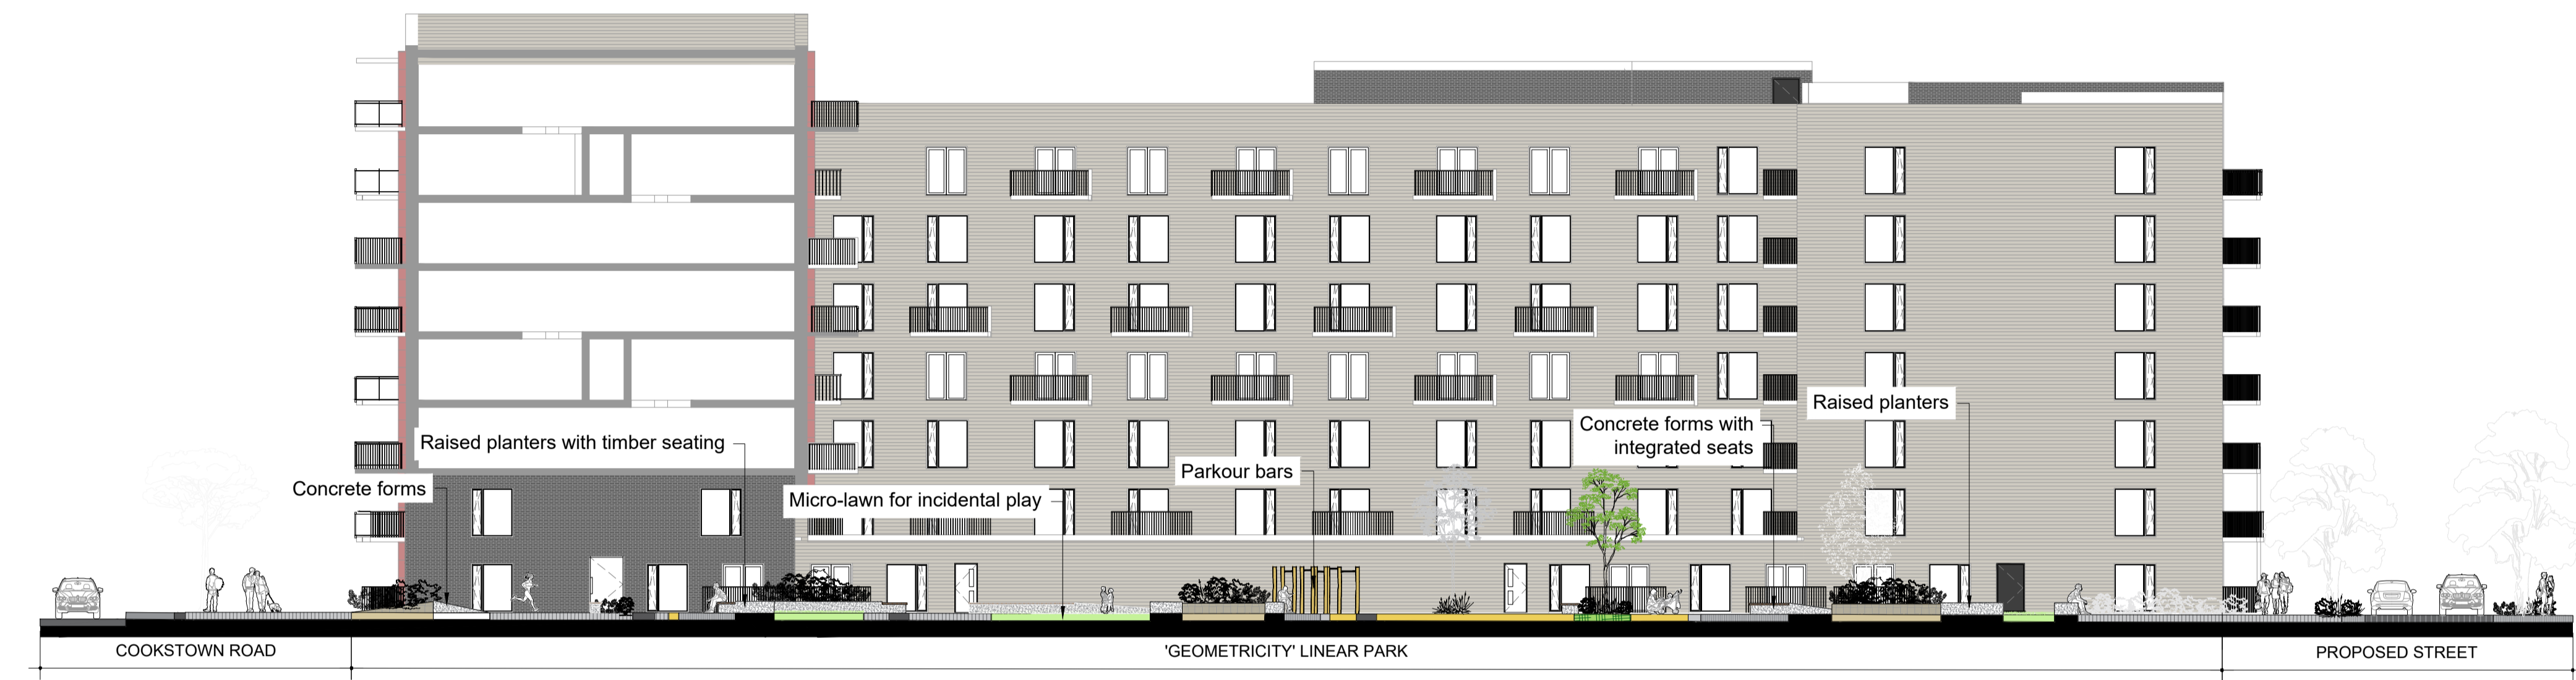 Raised planters
Concrete forms with
integrated seats
Raised planters with timber seating
Parkour bars
Concrete forms
Micro-lawn for incidental play
COOKSTOWN ROAD
'GEOMETRICITY' LINEAR PARK
PROPOSED STREET